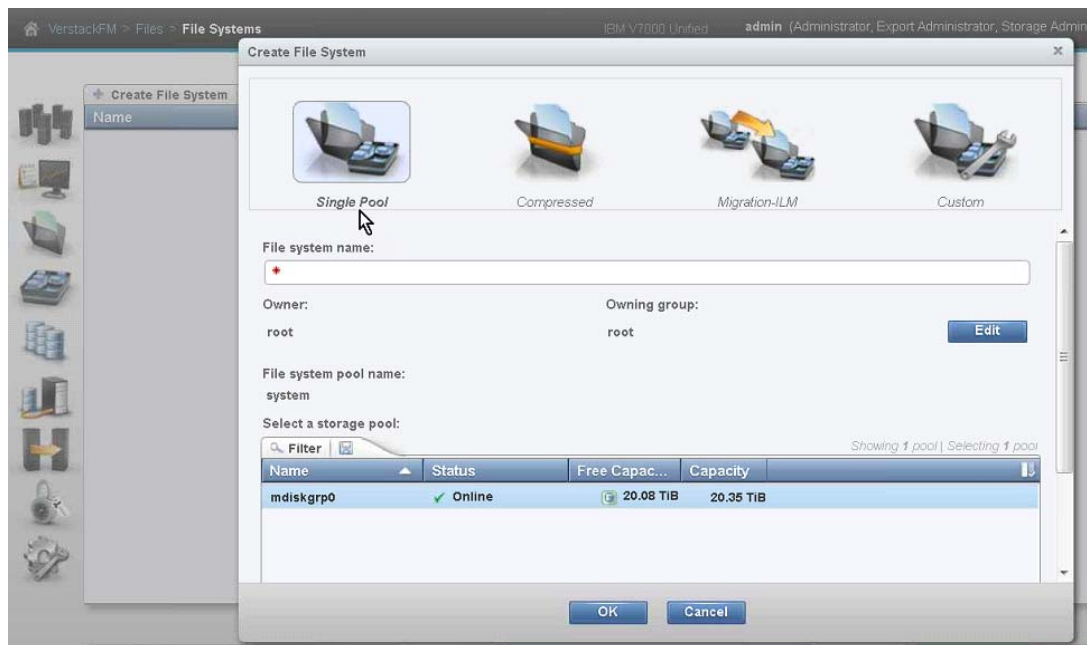 VerstackFM > Files > File Systems
IBM V7000 Unified
admin (Administrator, Export Administrator, Storage Admin
Create File System
Create File System
Name
Single Pool
Compressed
Migration-ILM
Custom
File system name:
*
Owner:
Owning group:
root
root
Edit
File system pool name:
system
Select a storage pool:
Filter
Showing 1 pool | Selecting 1 pool
Name Status Free Capac... Capacity
mdiskgrp0 Online 20.08 TiB 20.35 TiB
OK
Cancel